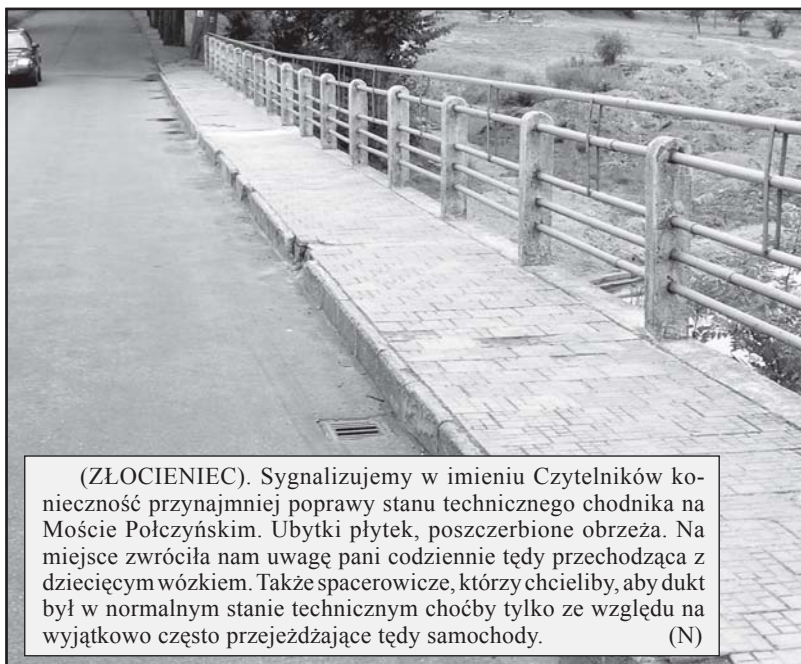 (ZŁOCIENIEC). Sygnalizujemy w imieniu Czytelników ko-
nieczność przynajmniej poprawy stanu technicznego chodnika na
Moście Połczyńskim. Ubytki płytek, poszczerbione obrzeża. Na
miejsce zwróciła nam uwagę pani codziennie tędy przechodząca z
dziecięcym wózkiem. Także spacerowicze, którzy chcieliby, aby dukt
był w normalnym stanie technicznym choćby tylko ze względu na
wyjątkowo często przejeżdżające tędy samochody. (N)